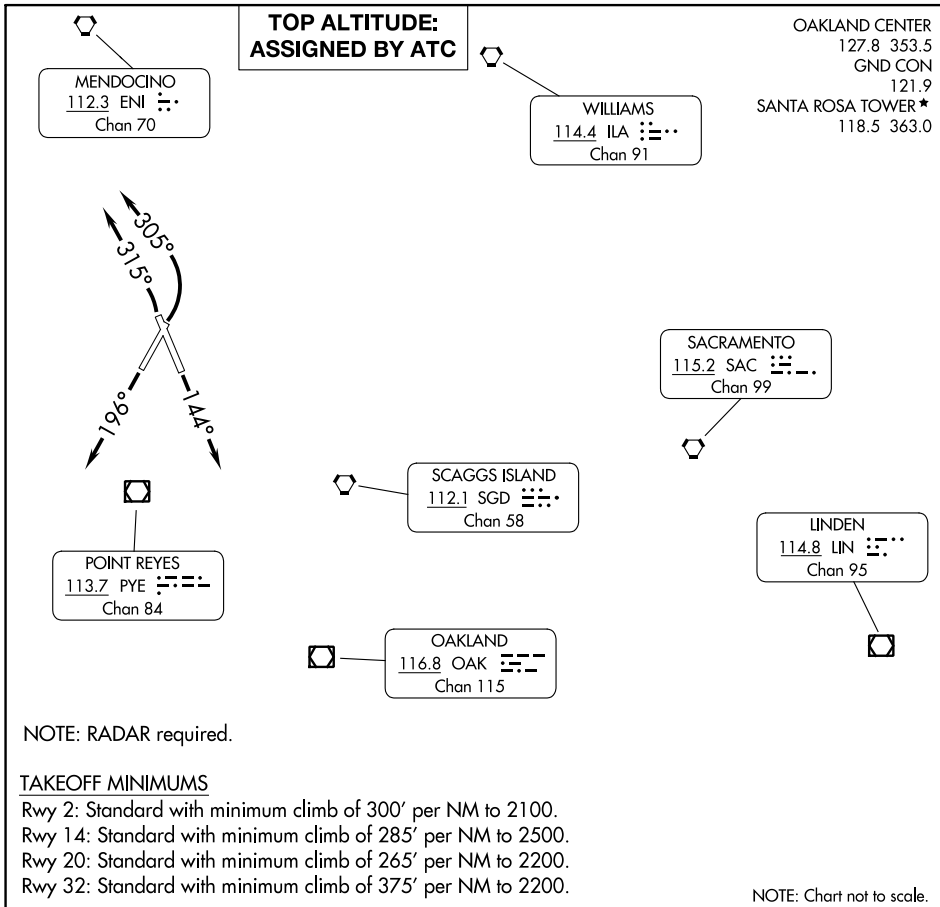 TOP ALTITUDE:
ASSIGNED BY ATC
OAKLAND CENTER
127.8 353.5
GND CON
121.9
SANTA ROSA TOWER★
118.5 363.0
MENDOCINO
112.3 ENI
Chan 70
WILLIAMS
114.4 ILA
Chan 91
305°
315°
196°
144°
SACRAMENTO
115.2 SAC
Chan 99
SCAGGS ISLAND
112.1 SGD
Chan 58
LINDEN
114.8 LIN
Chan 95
POINT REYES
113.7 PYE
Chan 84
OAKLAND
116.8 OAK
Chan 115
NOTE: RADAR required.
TAKEOFF MINIMUMS
Rwy 2: Standard with minimum climb of 300' per NM to 2100.
Rwy 14: Standard with minimum climb of 285' per NM to 2500.
Rwy 20: Standard with minimum climb of 265' per NM to 2200.
Rwy 32: Standard with minimum climb of 375' per NM to 2200.
NOTE: Chart not to scale.